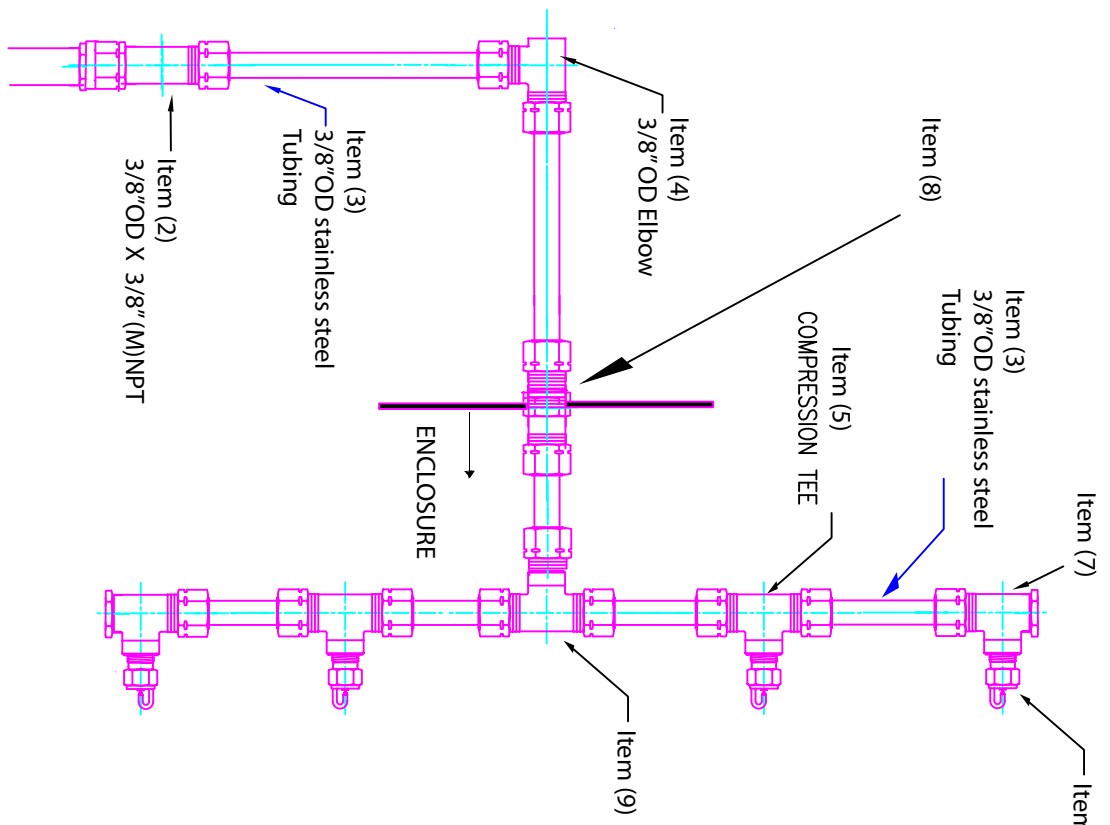 Item (7)
Item
Item (3)
3/8"OD stainless steel
Tubing
Item (8)
Item (5)
COMPRESSION TEE
Item (4)
3/8"OD Elbow
Item (9)
ENCLOSURE
Item (3)
3/8"OD stainless steel
Tubing
Item (2)
3/8"OD X 3/8"(M)NPT